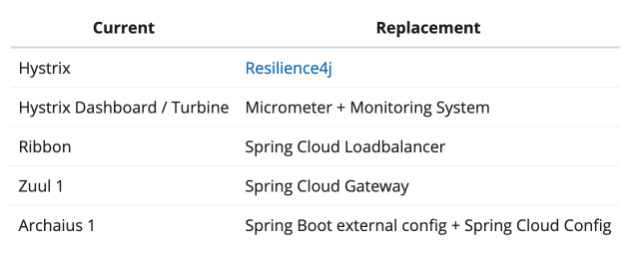 Current Replacement
Hystrix Resilience4j
Hystrix Dashboard / Turbine Micrometer + Monitoring System
Ribbon Spring Cloud Loadbalancer
Zuul 1 Spring Cloud Gateway
Archaius 1 Spring Boot external config + Spring Cloud Config